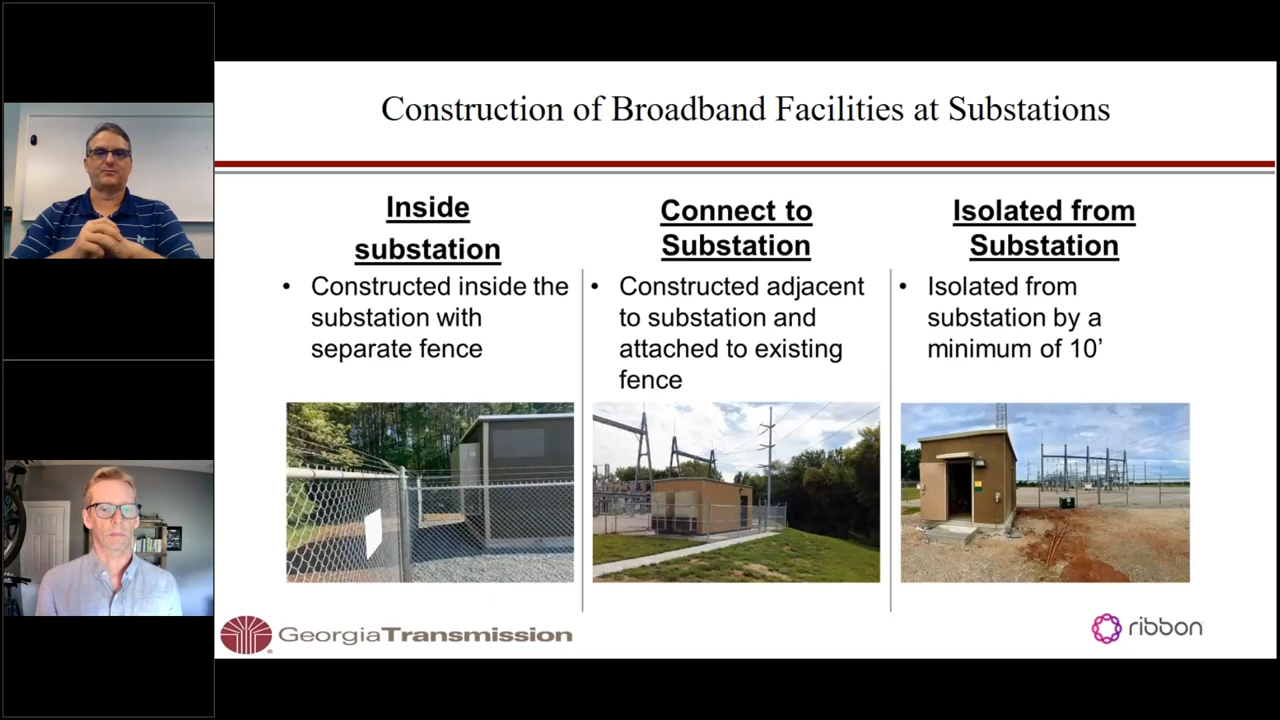 Construction of Broadband Facilities at Substations
Inside
substation
• Constructed inside the
substation with
separate fence
Connect to
Substation
• Constructed adjacent
to substation and
attached to existing
fence
Isolated from
Substation
• Isolated from
substation by a
minimum of 10’
GeorgiaTransmission
®
ribbon